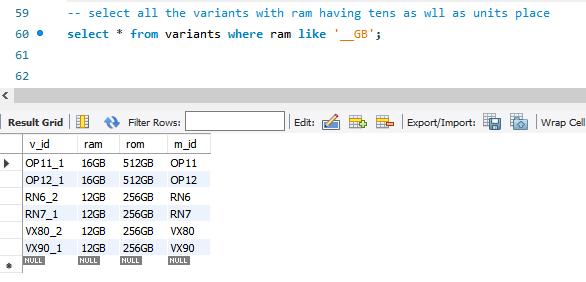 59 -- select all the variants with ram having tens as wll as units place
60 select * from variants where ram like '__GB';
61
62
Result Grid Filter Rows: Edit: Export/Import: Wrap Cell
v_id ram rom m_id
OP11_1 16GB 512GB OP11
OP12_1 16GB 512GB OP12
RN6_2 12GB 256GB RN6
RN7_1 12GB 256GB RN7
VX80_2 12GB 256GB VX80
VX90_1 12GB 256GB VX90
NULL NULL NULL NULL